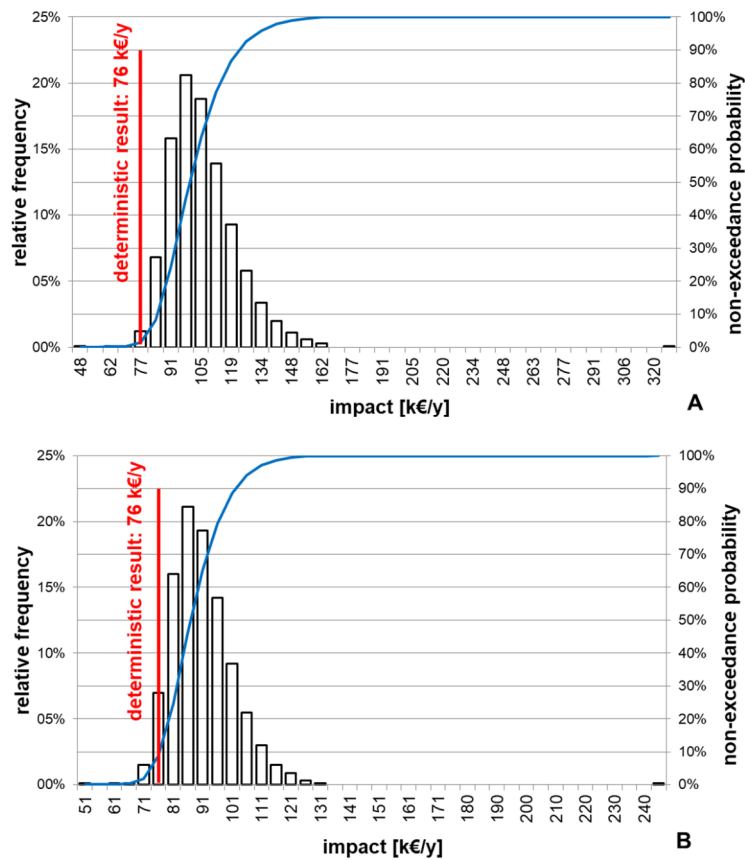 25%
20%
15%
10%
05%
00%
relative frequency
deterministic result: 76 k€/y
100%
90%
80%
70%
60%
50%
40%
30%
20%
10%
0%
non-exceedance probability
48 62 77 91 105 119 134 148 162 177 191 205 220 234 248 263 277 291 306 320
impact [k€/y]
A
25%
20%
15%
10%
05%
00%
relative frequency
deterministic result: 76 k€/y
100%
90%
80%
70%
60%
50%
40%
30%
20%
10%
0%
non-exceedance probability
51 61 71 81 91 101 111 121 131 141 151 161 171 181 191 201 210 220 230 240
impact [k€/y]
B